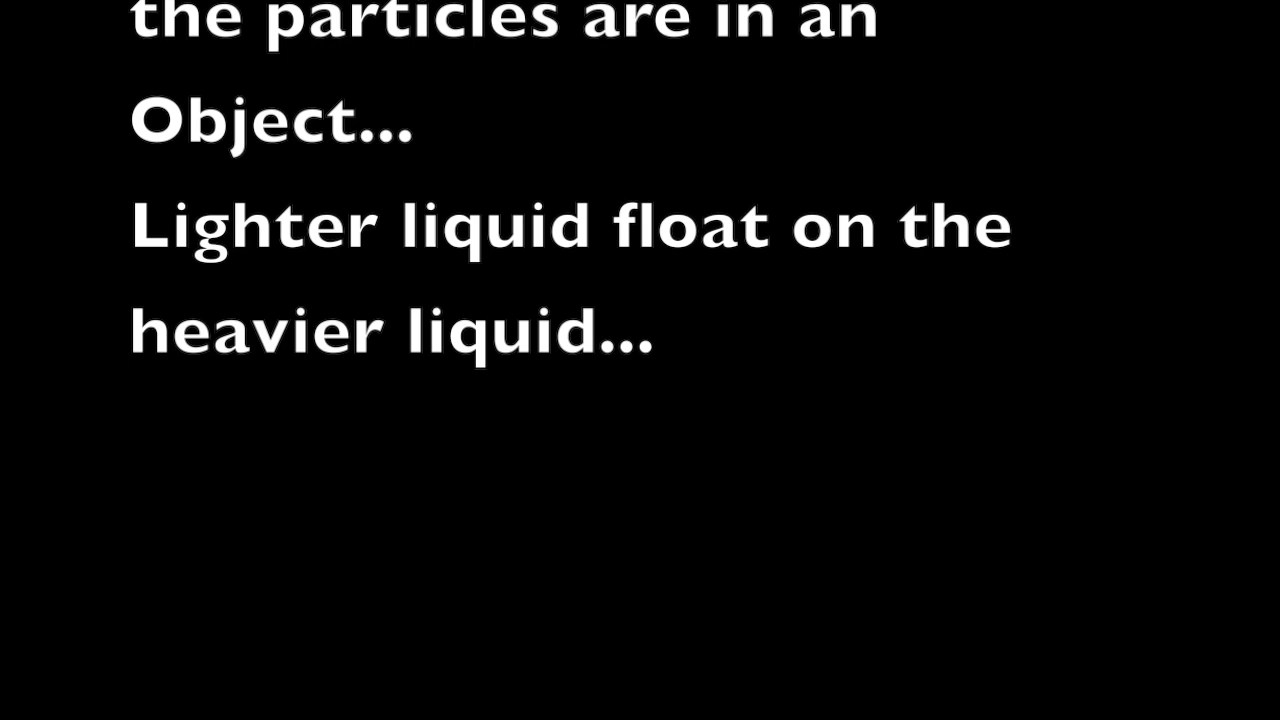 the particles are in an
Object...
Lighter liquid float on the
heavier liquid...